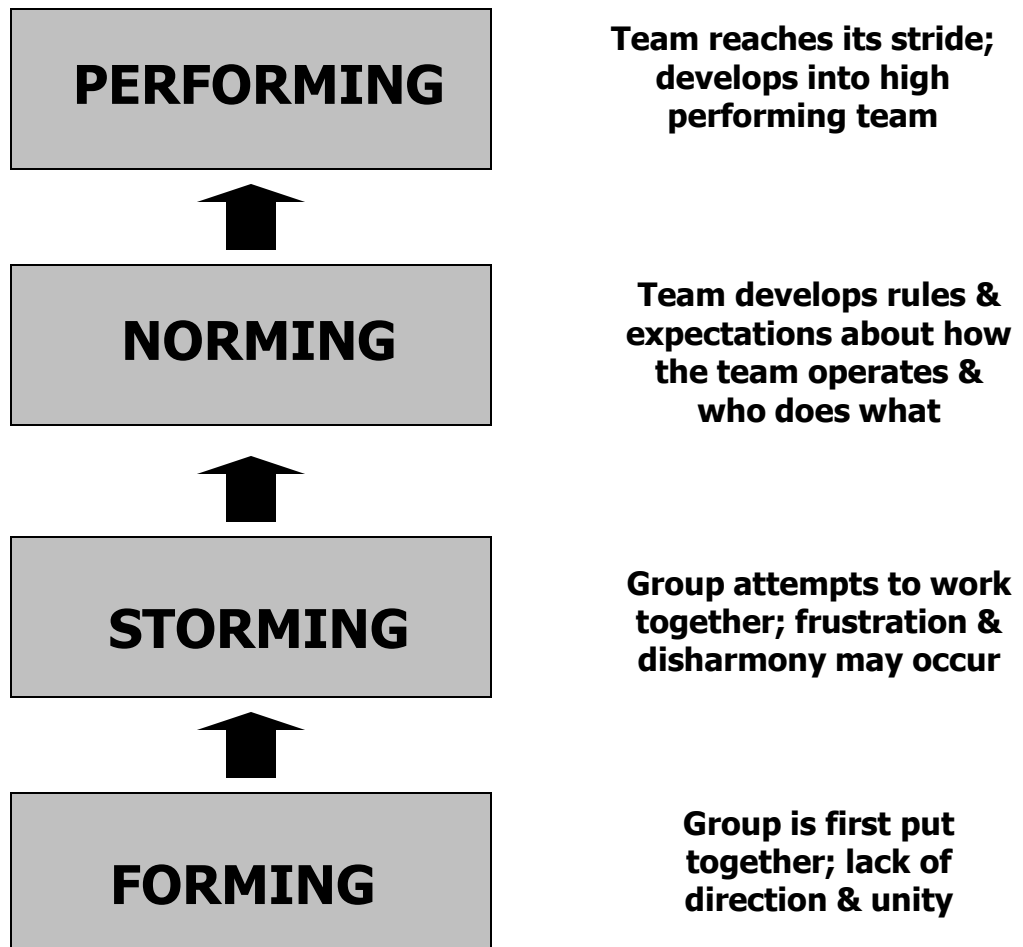 PERFORMING
Team reaches its stride;
develops into high
performing team
NORMING
Team develops rules &
expectations about how
the team operates &
who does what
STORMING
Group attempts to work
together; frustration &
disharmony may occur
FORMING
Group is first put
together; lack of
direction & unity